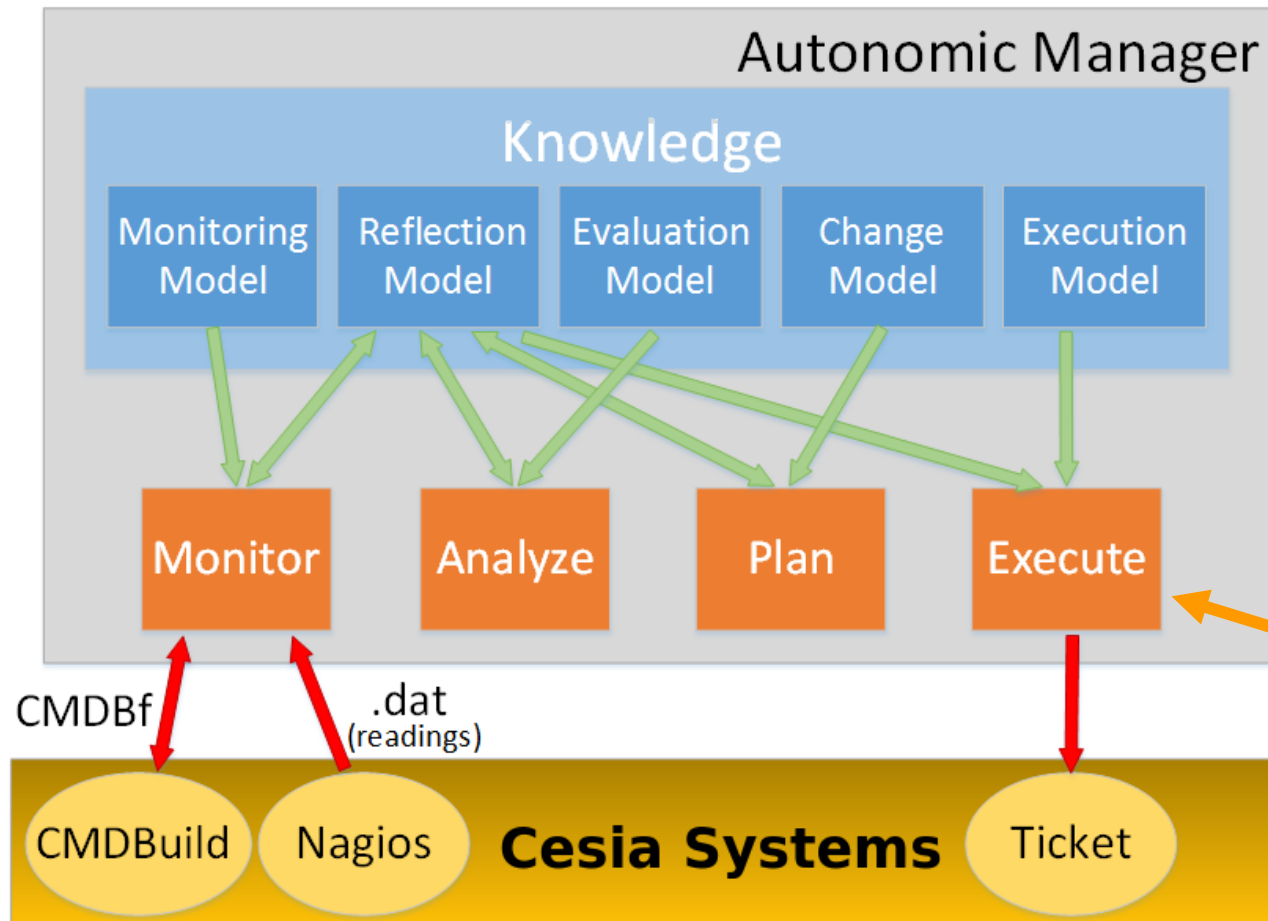 Autonomic Manager
Knowledge
Monitoring
Model
Reflection
Model
Evaluation
Model
Change
Model
Execution
Model
Monitor
Analyze
Plan
Execute
CMDBf
.dat
(readings)
CMDBuild
Nagios
Cesia Systems
Ticket